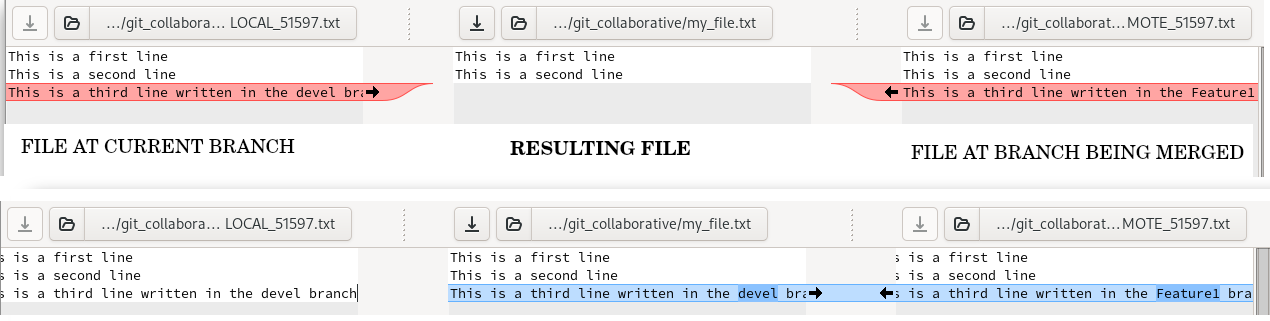 .../git_collabora... LOCAL_51597.txt .../git_collaborative/my_file.txt .../git_collaborat...MOTE_51597.txt
This is a first line This is a first line This is a first line
This is a second line This is a second line This is a second line
This is a third line written in the devel bra This is a third line written in the Feature1
FILE AT CURRENT BRANCH RESULTING FILE FILE AT BRANCH BEING MERGED
.../git_collabora... LOCAL_51597.txt .../git_collaborative/my_file.txt .../git_collaborat...MOTE_51597.txt
s is a first line This is a first line s is a first line
s is a second line This is a second line s is a second line
s is a third line written in the devel branch This is a third line written in the devel bra s is a third line written in the Feature1 bra